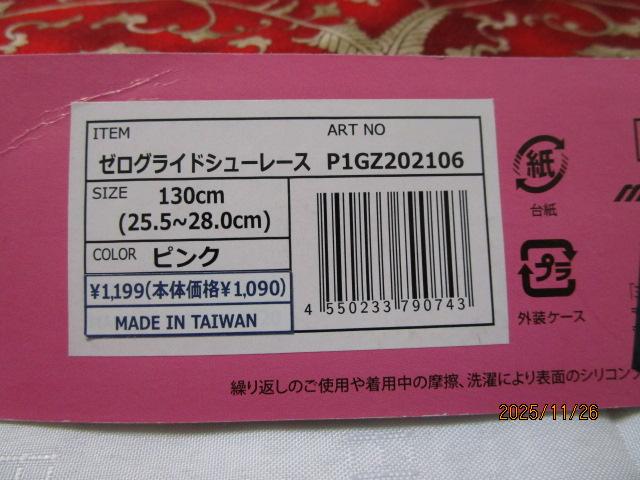 ITEM ART NO
ゼログライドシューレース P1GZ202106
SIZE 130cm
(25.5~28.0cm)
COLOR ピンク
¥1,199(本体価格¥1,090)
MADE IN TAIWAN
4 550233 790743
紙
台紙
プラ
外装ケース
繰り返しのご使用や着用中の摩擦、洗濯により表面のシリコン
2025/11/26